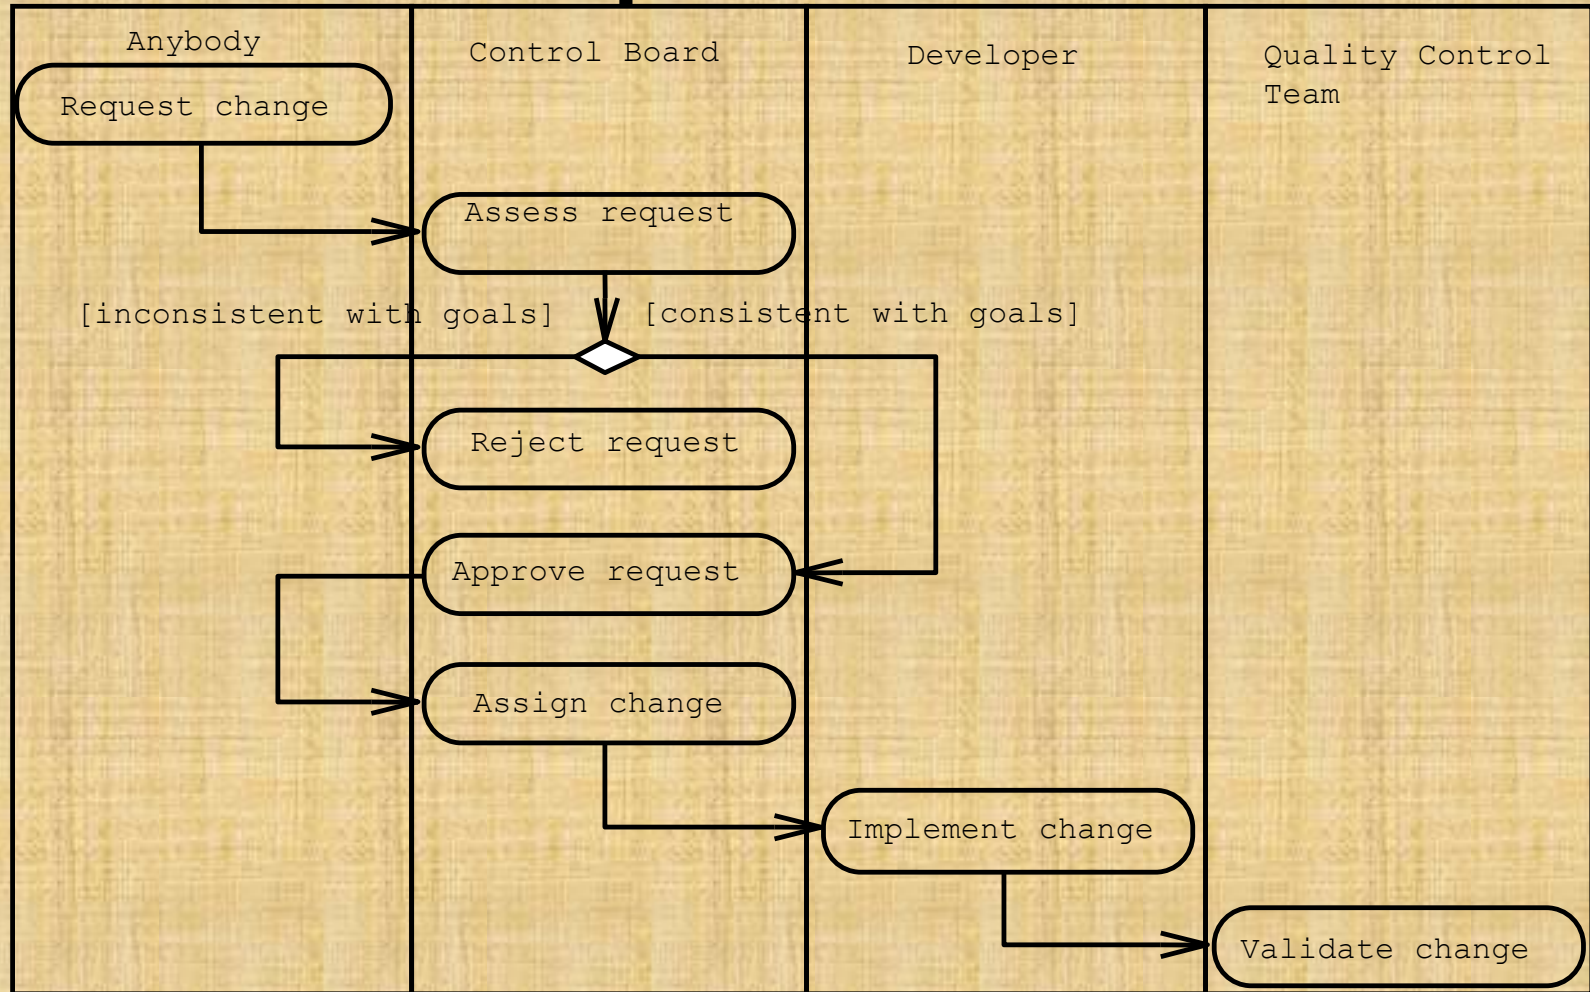 Anybody
Control Board
Developer
Quality Control
Team
Request change
Assess request
[inconsistent with goals]
[consistent with goals]
Reject request
Approve request
Assign change
Implement change
Validate change